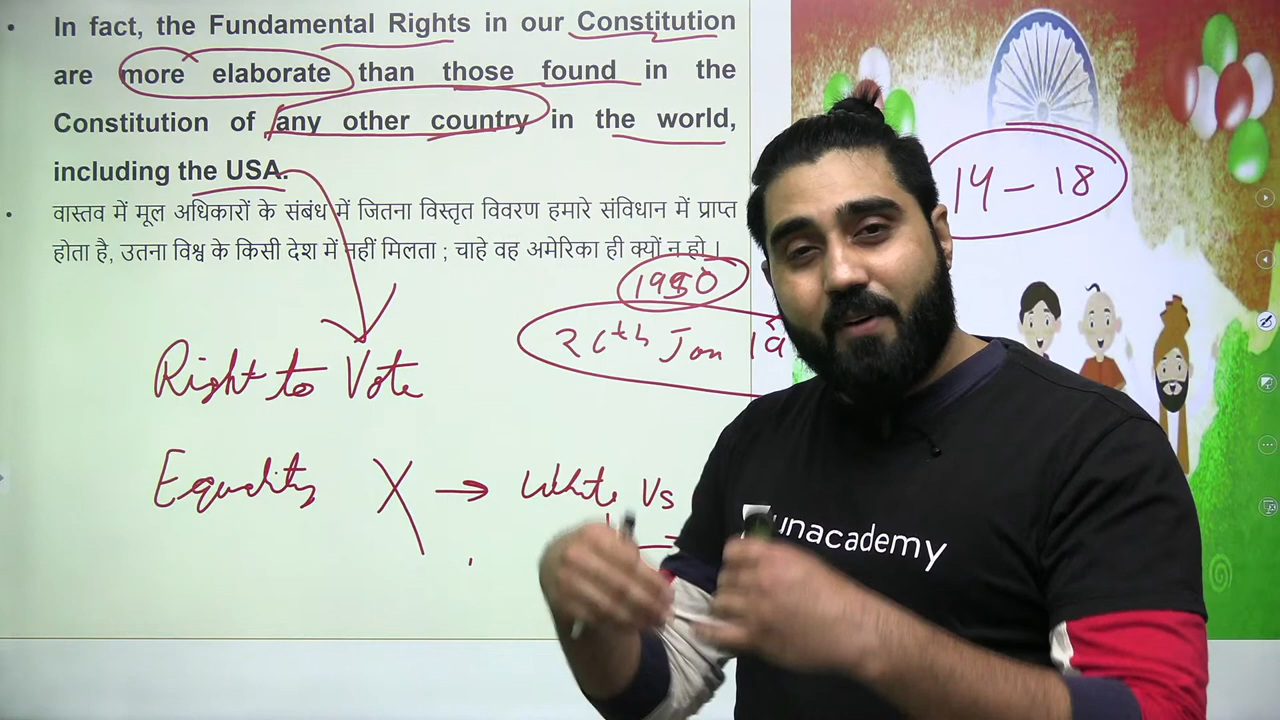 • In fact, the Fundamental Rights in our Constitution
are more elaborate than those found in the
Constitution of any other country in the world,
including the USA.
• वास्तव में मूल अधिकारों के संबंध में जितना विस्तृत विवरण हमारे संविधान में प्राप्त
होता है, उतना विश्व के किसी देश में नहीं मिलता ; चाहे वह अमेरिका ही क्यों न हो ।
14 – 18
1950
26th Jan 19
Right to Vote
Equality X → White Vs
unacademy